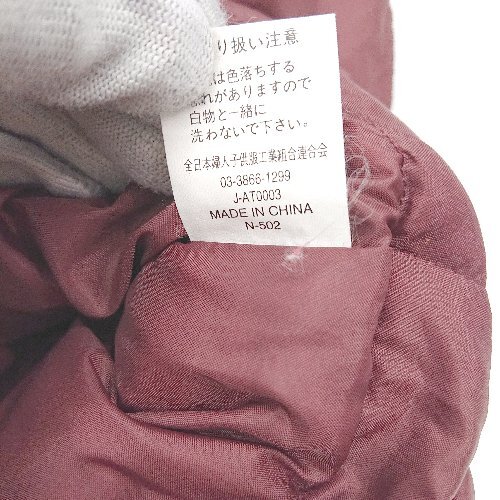 り扱い注意
は色落ちする
れがありますので
白物と一緒に
洗わないで下さい。
全日本婦人子供服工業組合連合会
03-3866-1299
J-AT0003
MADE IN CHINA
N-502